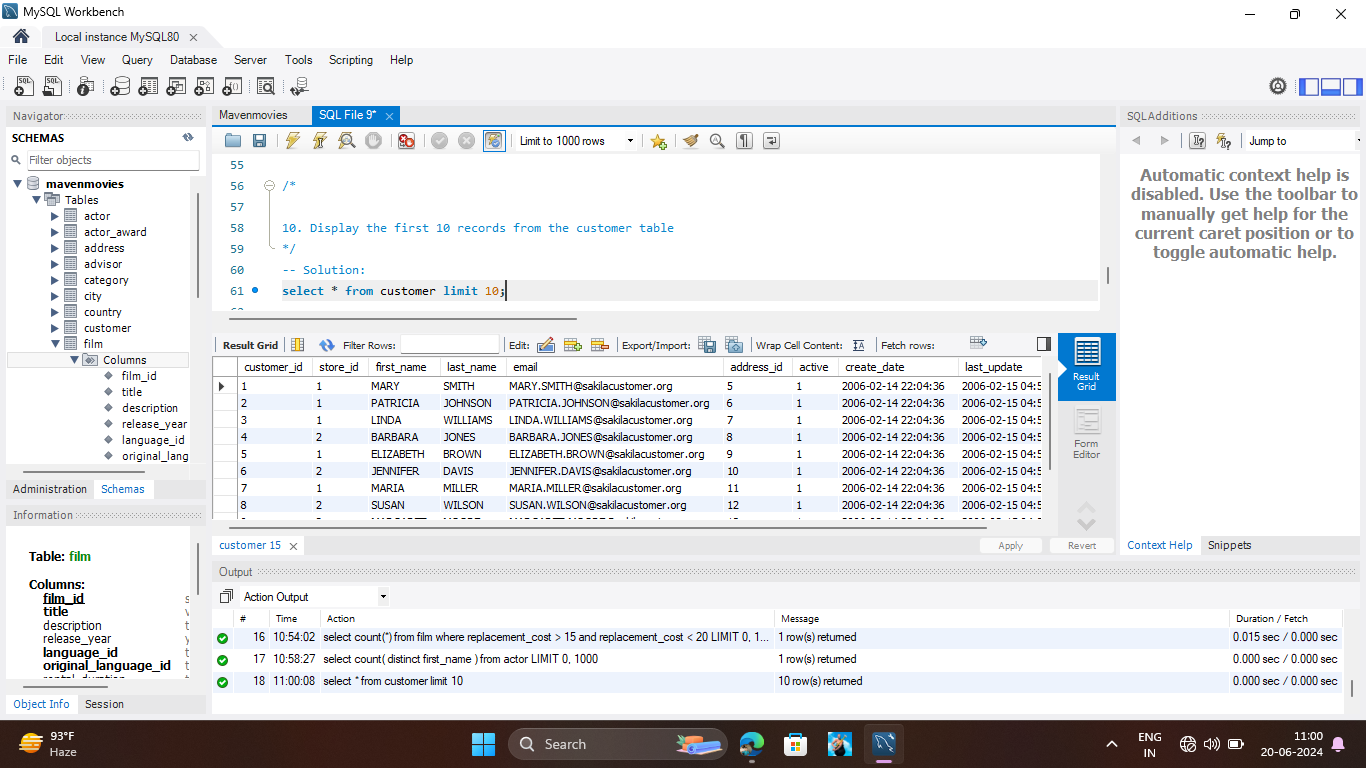 MySQL Workbench
Local instance MySQL80
File Edit View Query Database Server Tools Scripting Help
Navigator
SCHEMAS
Filter objects
mavenmovies
Tables
actor
actor_award
address
advisor
category
city
country
customer
film
Columns
film_id
title
description
release_year
language_id
original_lang
Administration Schemas
Information
Table: film
Columns:
film_id
title
description
release_year
language_id
original_language_id
Object Info Session
Mavenmovies SQL File 9*
Limit to 1000 rows
55
56 /*
57
58 10. Display the first 10 records from the customer table
59 */
60 -- Solution:
61 select * from customer limit 10;
Result Grid Filter Rows: Edit: Export/Import: Wrap Cell Content: Fetch rows:
customer_id store_id first_name last_name email address_id active create_date last_update
1 1 MARY SMITH MARY.SMITH@sakilacustomer.org 5 1 2006-02-14 22:04:36 2006-02-15 04:5
2 1 PATRICIA JOHNSON PATRICIA.JOHNSON@sakilacustomer.org 6 1 2006-02-14 22:04:36 2006-02-15 04:5
3 1 LINDA WILLIAMS LINDA.WILLIAMS@sakilacustomer.org 7 1 2006-02-14 22:04:36 2006-02-15 04:5
4 2 BARBARA JONES BARBARA.JONES@sakilacustomer.org 8 1 2006-02-14 22:04:36 2006-02-15 04:5
5 1 ELIZABETH BROWN ELIZABETH.BROWN@sakilacustomer.org 9 1 2006-02-14 22:04:36 2006-02-15 04:5
6 2 JENNIFER DAVIS JENNIFER.DAVIS@sakilacustomer.org 10 1 2006-02-14 22:04:36 2006-02-15 04:5
7 1 MARIA MILLER MARIA.MILLER@sakilacustomer.org 11 1 2006-02-14 22:04:36 2006-02-15 04:5
8 2 SUSAN WILSON SUSAN.WILSON@sakilacustomer.org 12 1 2006-02-14 22:04:36 2006-02-15 04:5
Result
Grid
Form
Editor
customer 15 Apply Revert
SQLAdditions
Jump to
Automatic context help is
disabled. Use the toolbar to
manually get help for the
current caret position or to
toggle automatic help.
Context Help Snippets
Output
Action Output
# Time Action Message Duration / Fetch
16 10:54:02 select count(*) from film where replacement_cost > 15 and replacement_cost < 20 LIMIT 0, 1... 1 row(s) returned 0.015 sec / 0.000 sec
17 10:58:27 select count( distinct first_name ) from actor LIMIT 0, 1000 1 row(s) returned 0.000 sec / 0.000 sec
18 11:00:08 select * from customer limit 10 10 row(s) returned 0.000 sec / 0.000 sec
93°F
Haze
Search
ENG
IN
11:00
20-06-2024